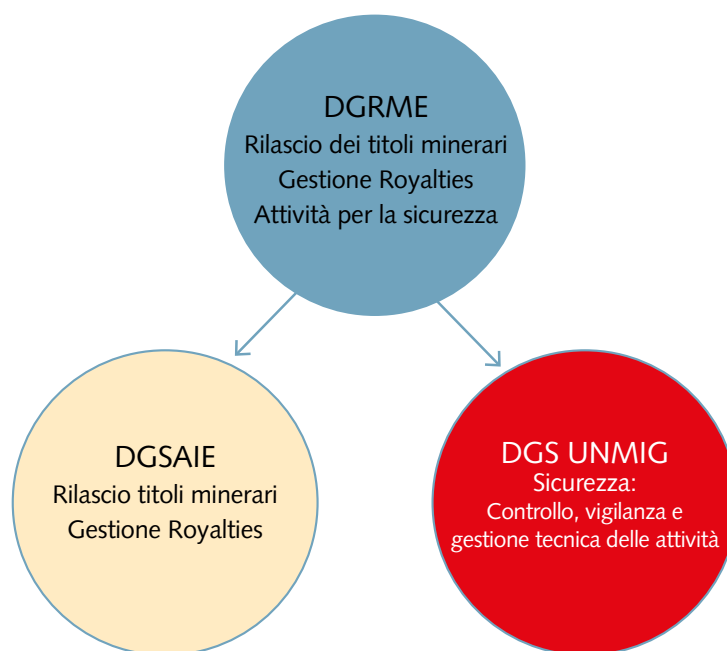 DGRME
Rilascio dei titoli minerari
Gestione Royalties
Attività per la sicurezza
DGSAIE
Rilascio titoli minerari
Gestione Royalties
DGS UNMIG
Sicurezza:
Controllo, vigilanza e
gestione tecnica delle attività